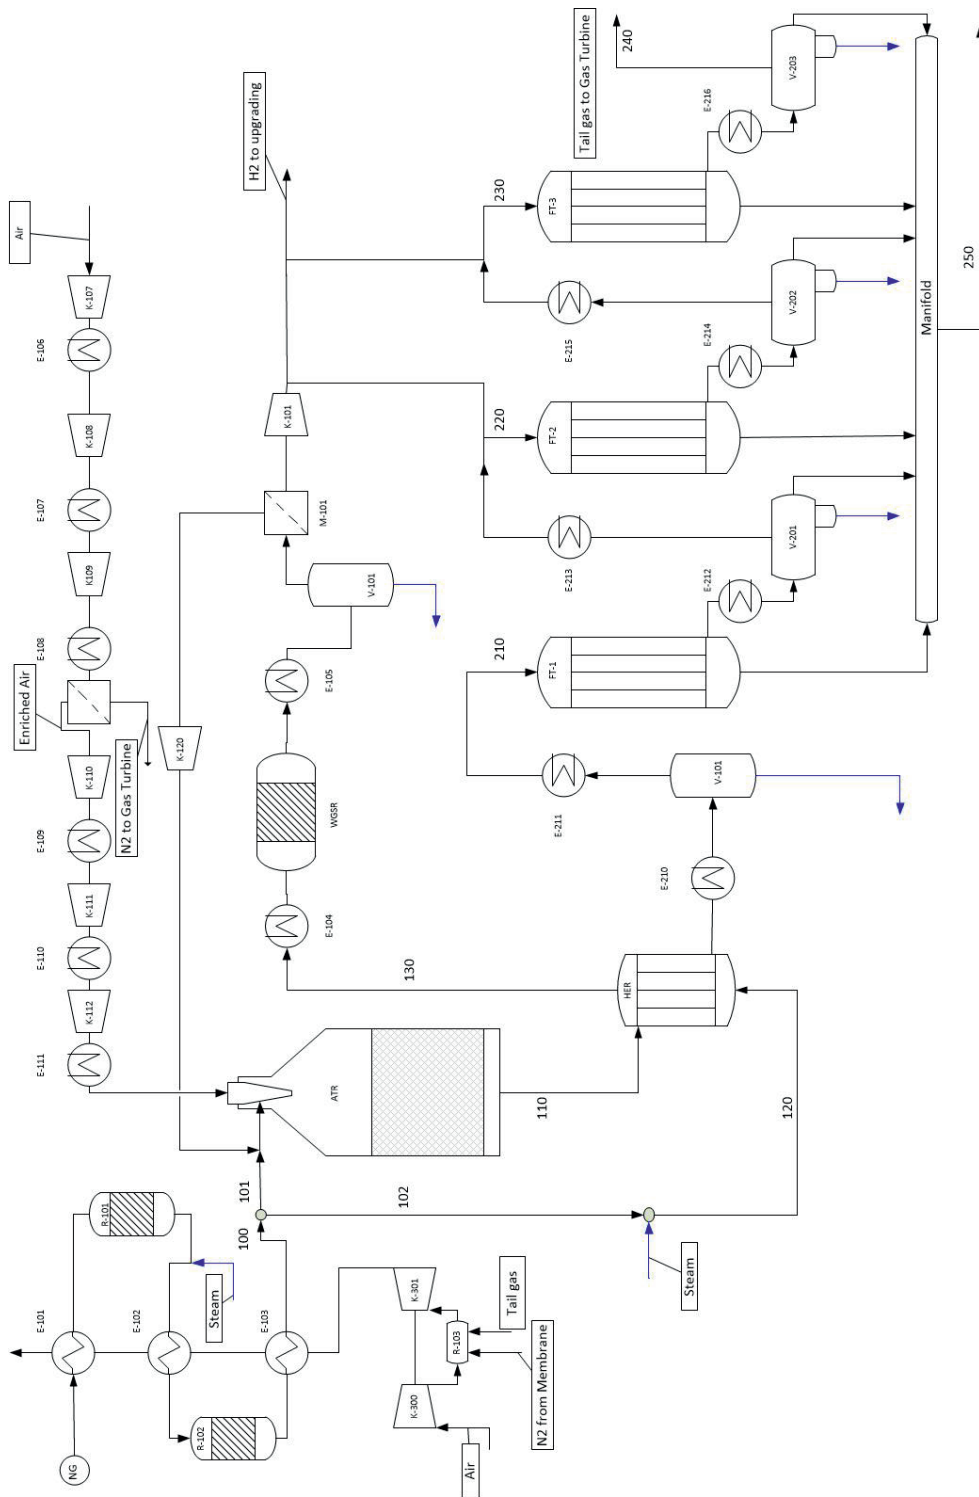 NG
E-101
R-101
E-102
Steam
R-102
E-103
100
101
102
Air
K-300
K-301
R-103
N2 from Membrane
Tail gas
Steam
120
ATR
110
HER
130
E-111
K-112
E-110
K-111
E-109
K-110
Enriched Air
N2 to Gas Turbine
E-108
K109
E-107
K-108
E-106
K-107
Air
K-120
E-104
WGSR
E-105
V-101
M-101
K-101
H2 to upgrading
E-210
V-101
E-211
210
FT-1
E-212
V-201
E-213
220
FT-2
E-214
V-202
E-215
230
FT-3
E-216
V-203
240
Tail gas to Gas Turbine
Manifold
250